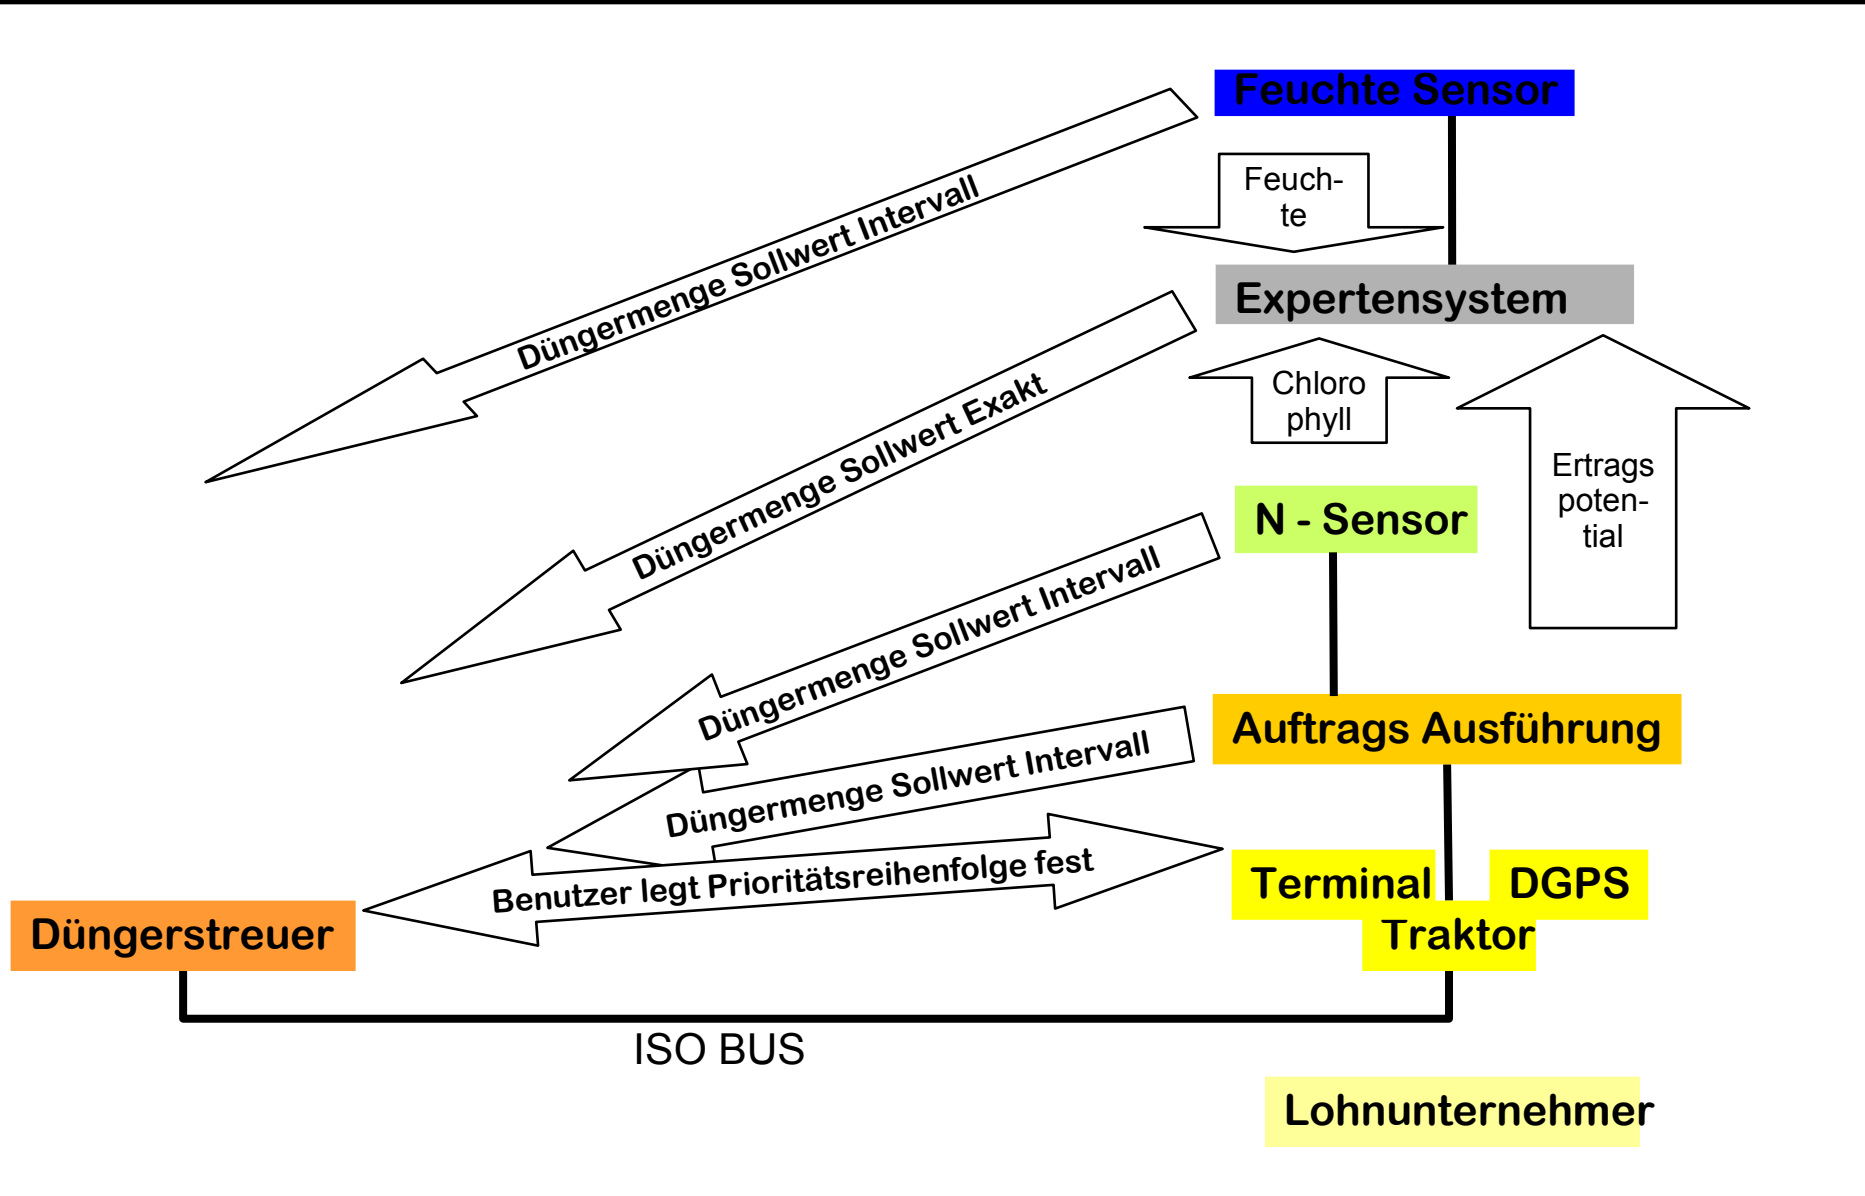 Feuchte Sensor
Feuch-
te
Düngermenge Sollwert Intervall
Expertensystem
Düngermenge Sollwert Exakt
Chloro
phyll
Ertrags
poten-
tial
N - Sensor
Düngermenge Sollwert Intervall
Auftrags Ausführung
Düngermenge Sollwert Intervall
Benutzer legt Prioritätsreihenfolge fest
Terminal
DGPS
Düngerstreuer
Traktor
ISO BUS
Lohnunternehmer